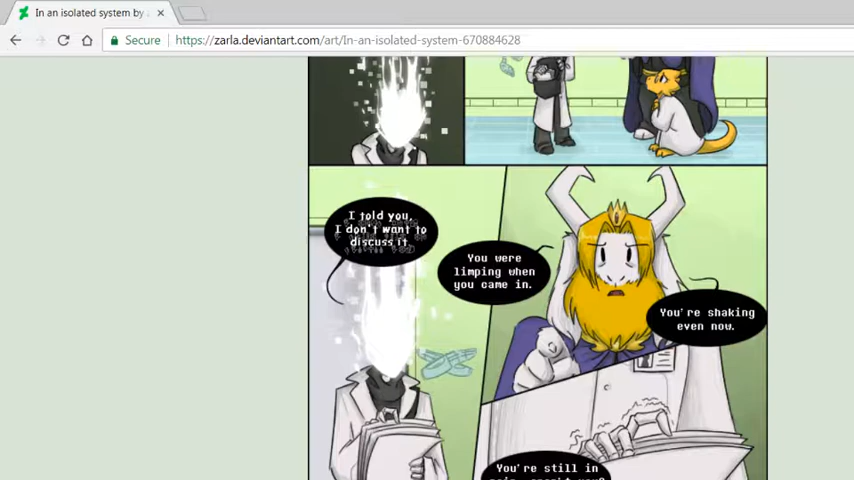 In an isolated system by
Secure
https://zarla.deviantart.com/art/In-an-isolated-system-670884628
I told you,
I don't want to
discuss it.
You were
limping when
you came in.
You're shaking
even now.
You're still in